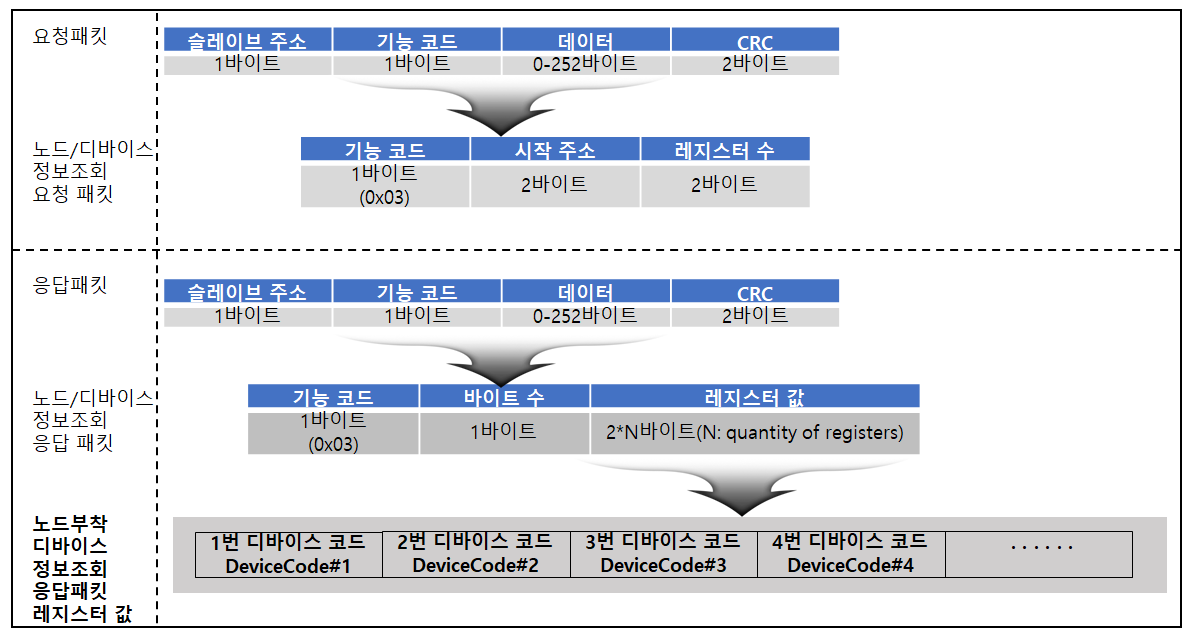 요청패킷
슬레이브 주소 기능 코드 데이터 CRC
1바이트 1바이트 0-252바이트 2바이트
노드/디바이스
정보조회
요청 패킷
기능 코드 시작 주소 레지스터 수
1바이트
(0x03)
2바이트 2바이트
응답패킷
슬레이브 주소 기능 코드 데이터 CRC
1바이트 1바이트 0-252바이트 2바이트
노드/디바이스
정보조회
응답 패킷
기능 코드 바이트 수 레지스터 값
1바이트
(0x03)
1바이트 2*N바이트(N: quantity of registers)
노드부착
디바이스
정보조회
응답패킷
레지스터 값
1번 디바이스 코드
DeviceCode#1
2번 디바이스 코드
DeviceCode#2
3번 디바이스 코드
DeviceCode#3
4번 디바이스 코드
DeviceCode#4
......